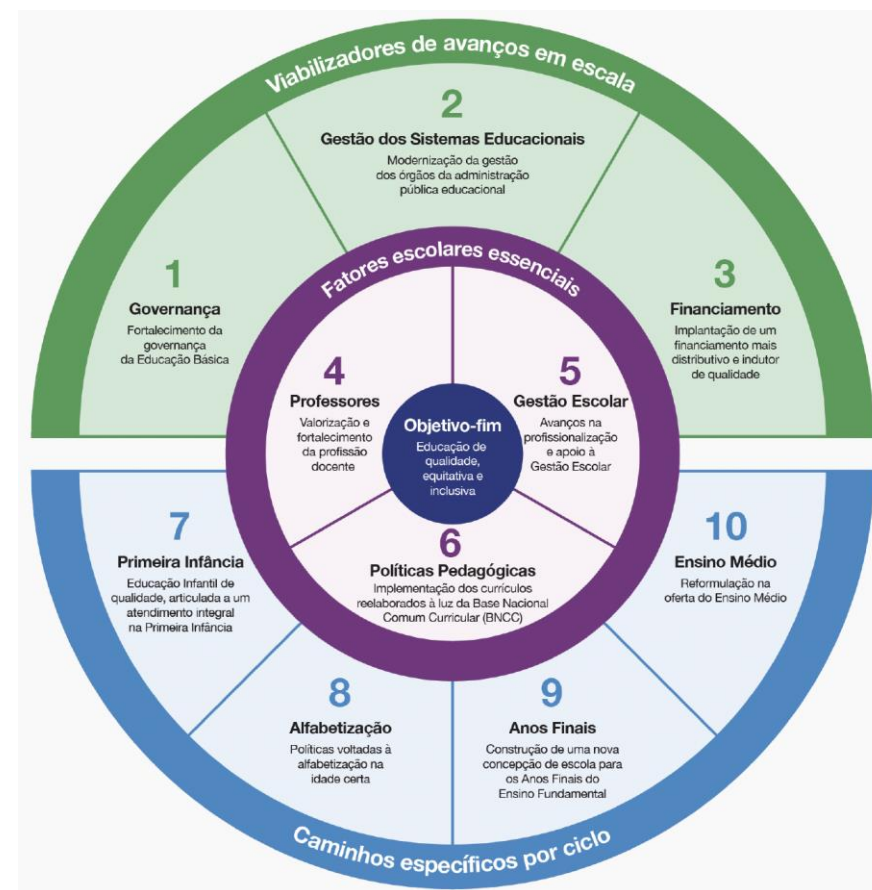 Viabilizadores de avanços em escala
2
Gestão dos Sistemas Educacionais
Modernização da gestão
dos órgãos da administração
pública educacional
1
Governança
Fortalecimento da
governança
da Educação Básica
3
Financiamento
Implantação de um
financiamento mais
distributivo e indutor
de qualidade
Fatores escolares essenciais
4
Professores
Valorização e
fortalecimento
da profissão
docente
5
Gestão Escolar
Avanços na
profissionalização
e apoio à
Gestão Escolar
Objetivo-fim
Educação de
qualidade,
equitativa e
inclusiva
6
Políticas Pedagógicas
Implementação dos currículos
reelaborados à luz da Base Nacional
Comum Curricular (BNCC)
7
Primeira Infância
Educação Infantil de
qualidade, articulada a um
atendimento integral
na Primeira Infância
8
Alfabetização
Políticas voltadas à
alfabetização na
idade certa
9
Anos Finais
Construção de uma nova
concepção de escola para
os Anos Finais do
Ensino Fundamental
10
Ensino Médio
Reformulação na
oferta do Ensino Médio
Caminhos específicos por ciclo